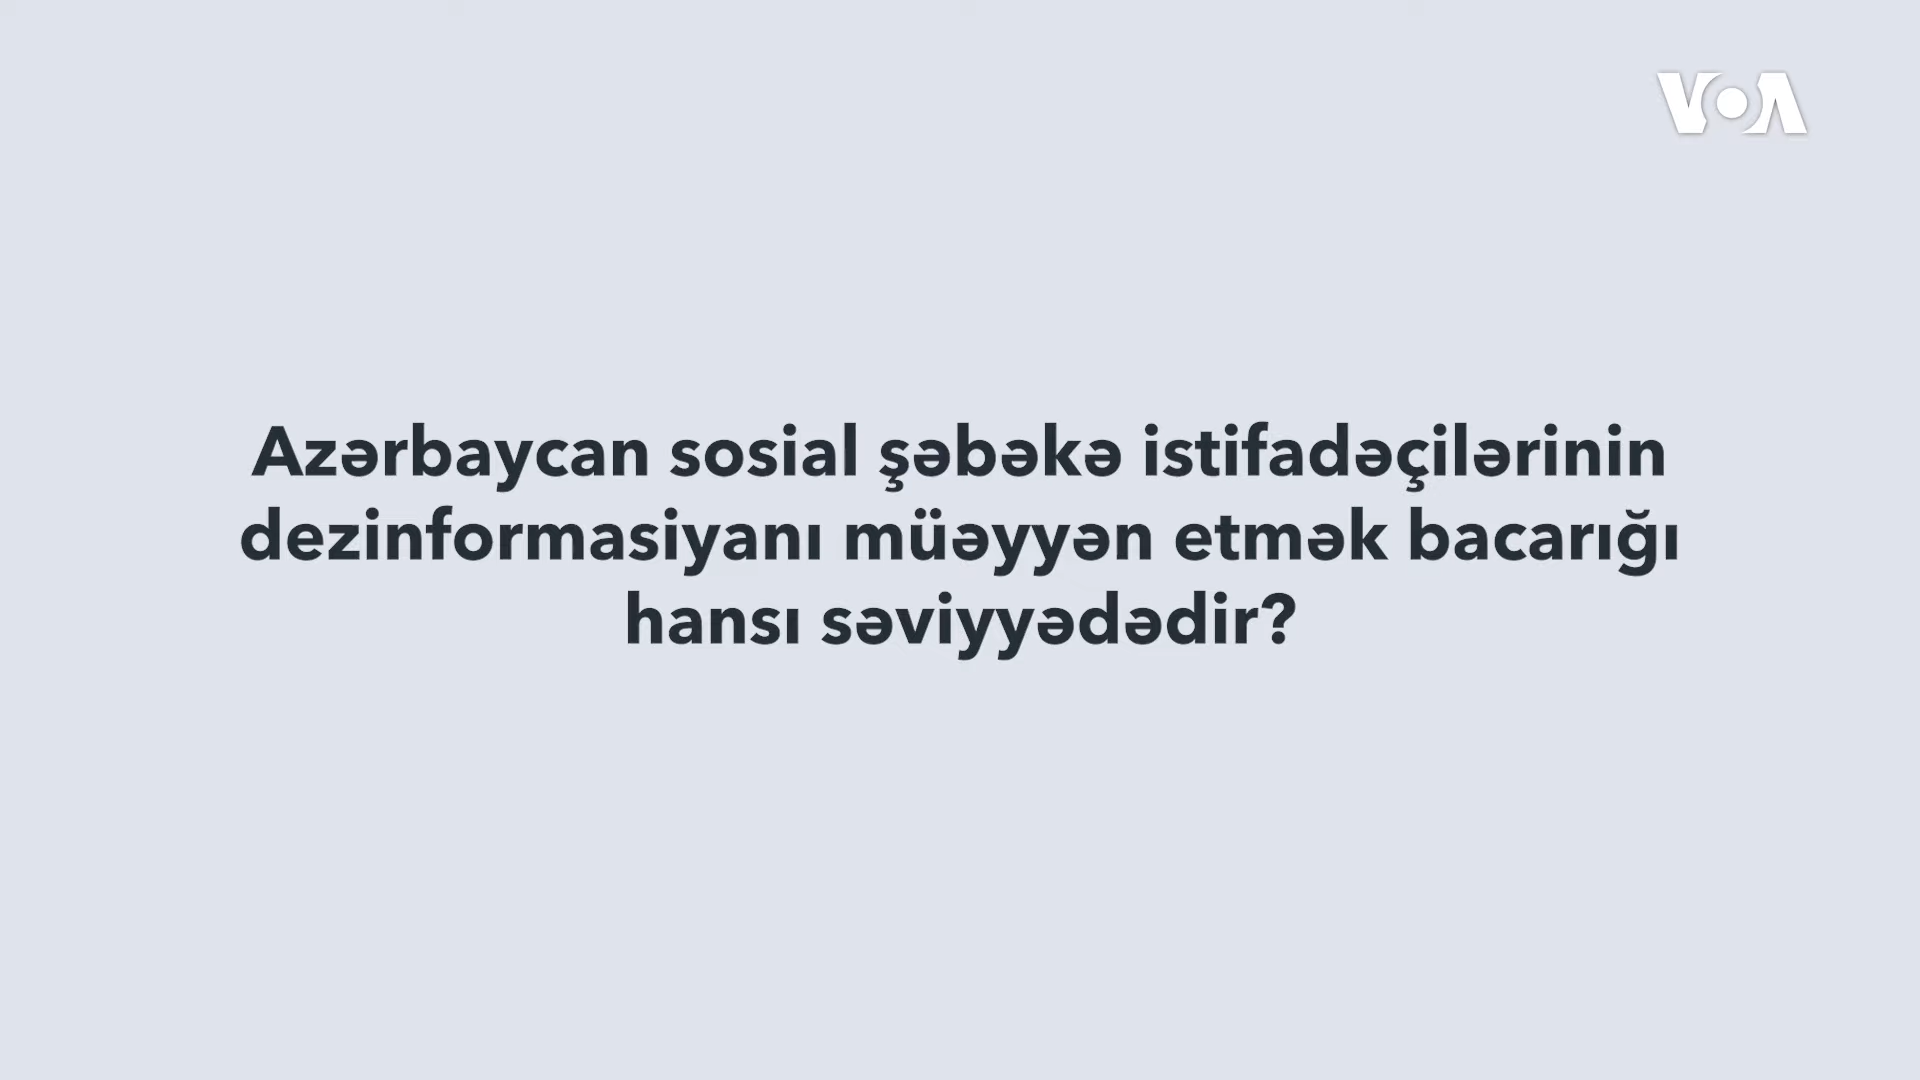 VOA
Azərbaycan sosial şəbəkə istifadəçilərinin
dezinformasiyanı müəyyən etmək bacarığı
hansı səviyyədədir?